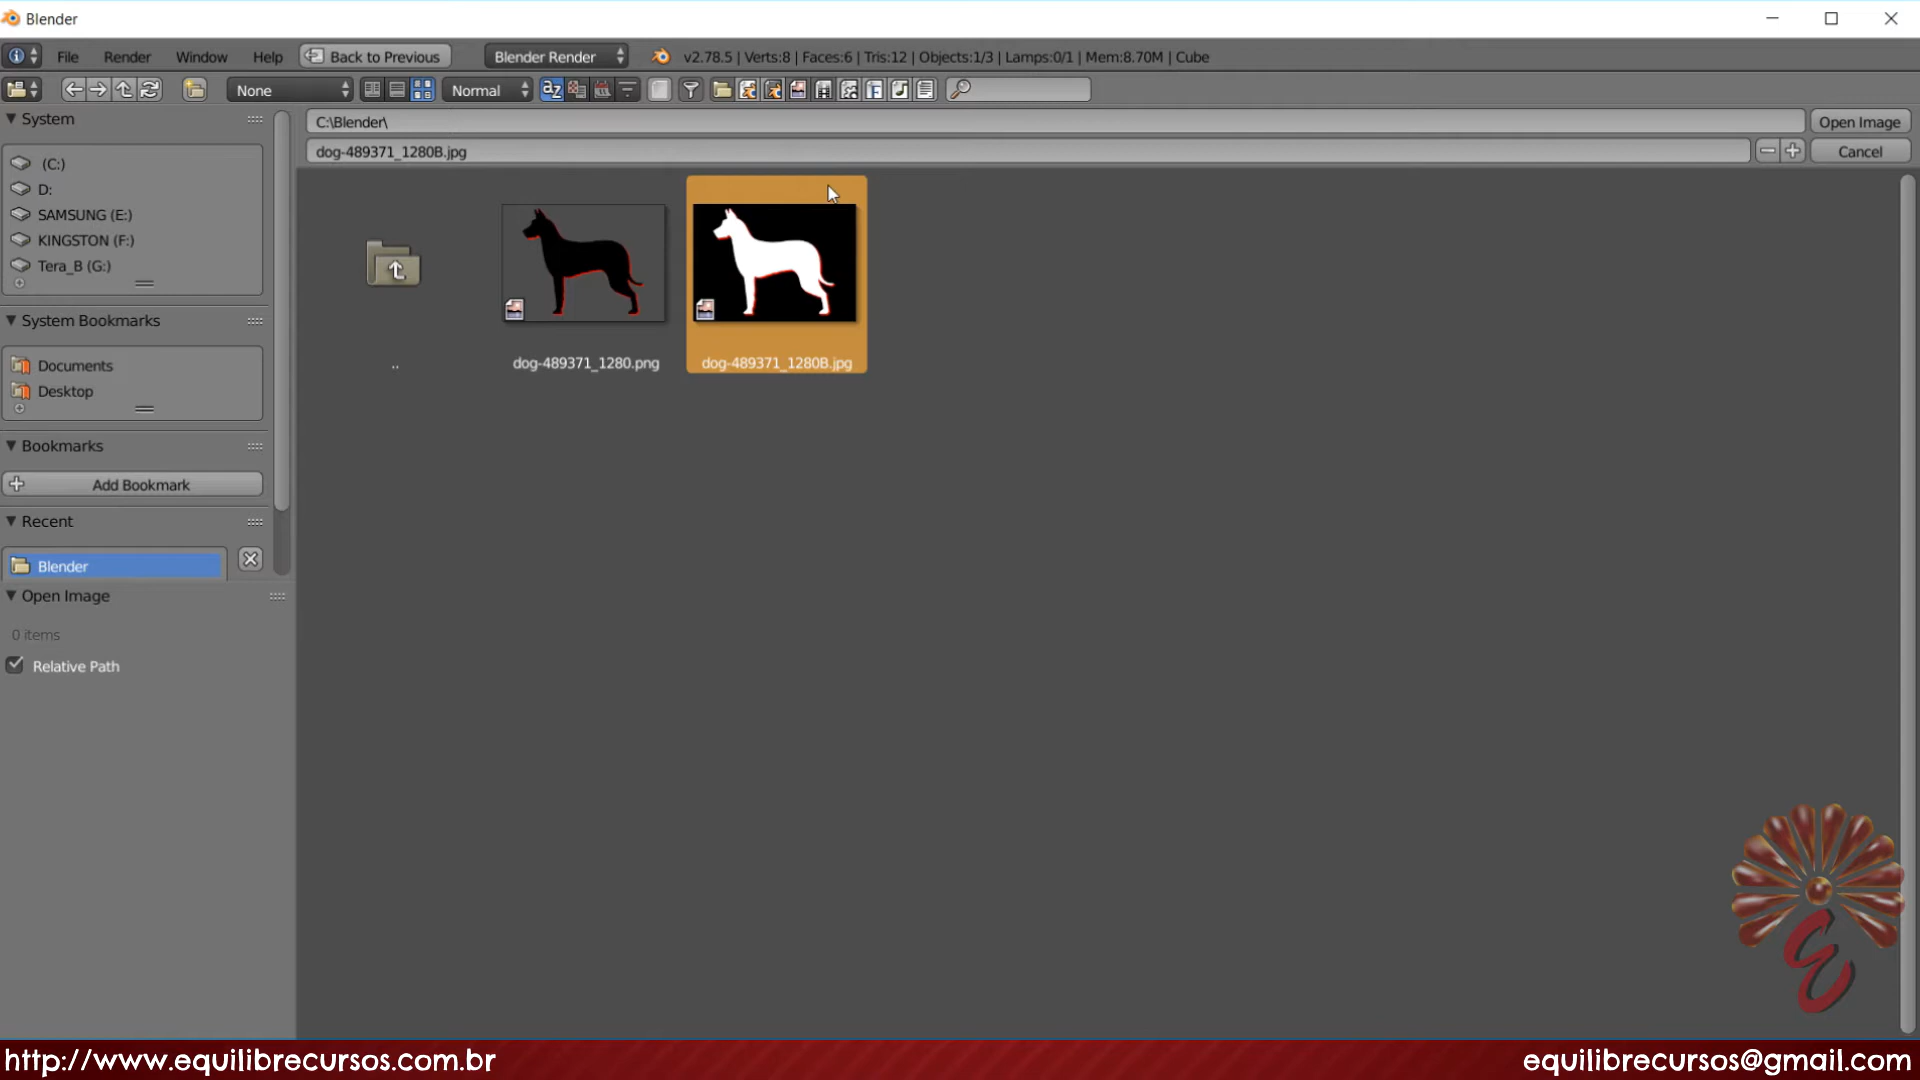 Blender
File Render Window Help Back to Previous Blender Render v2.78.5 | Verts:8 | Faces:6 | Tris:12 | Objects:1/3 | Lamps:0/1 | Mem:8.70M | Cube
None Normal
System
(C:)
D:
SAMSUNG (E:)
KINGSTON (F:)
Tera_B (G:)
System Bookmarks
Documents
Desktop
Bookmarks
Add Bookmark
Recent
Blender
Open Image
0 items
Relative Path
C:\Blender\
Open Image
dog-489371_1280B.jpg
Cancel
..
dog-489371_1280.png
dog-489371_1280B.jpg
http://www.equilibrecursos.com.br
equilibrecursos@gmail.com